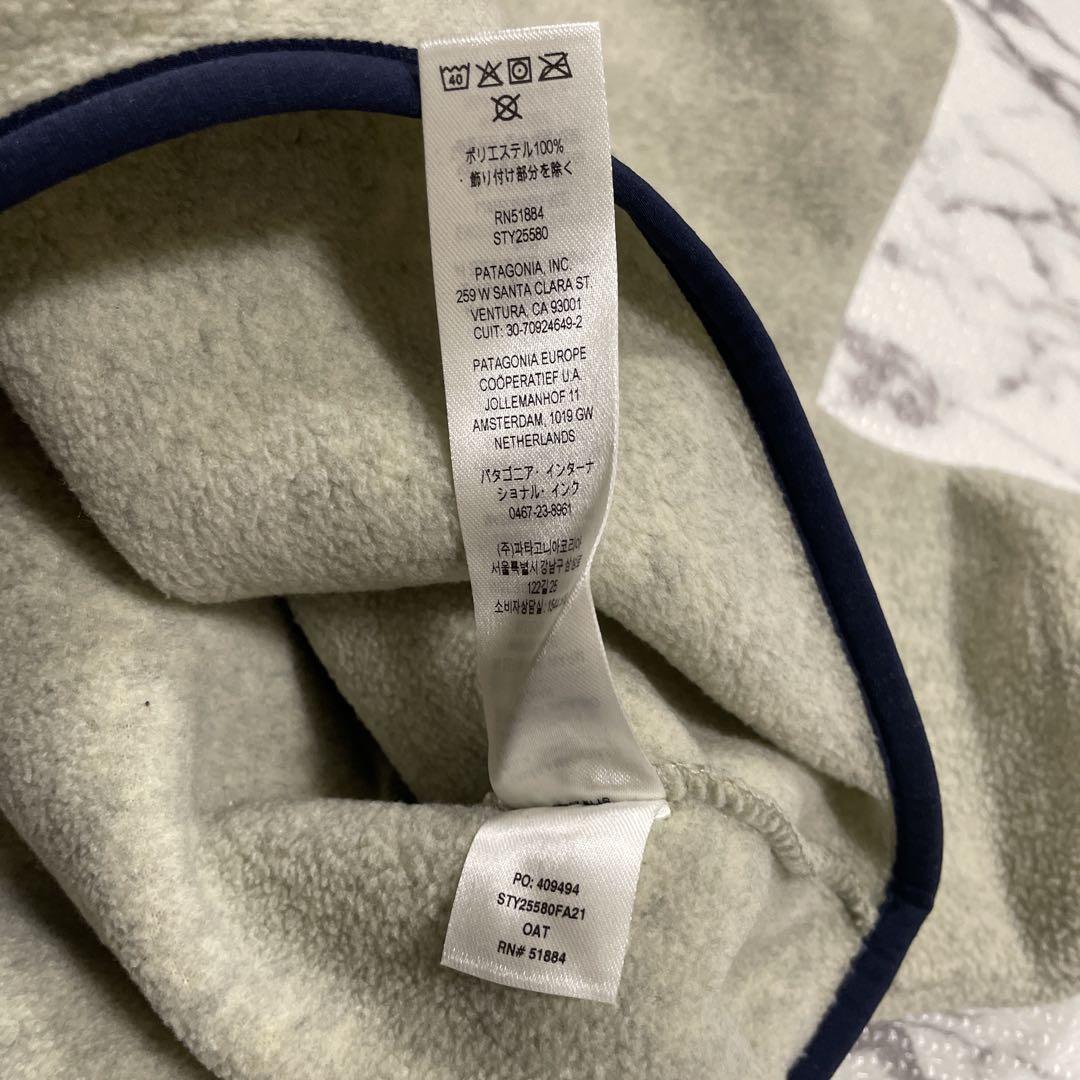 40
ポリエステル100%
・飾り付け部分を除く
RN51884
STY25580
PATAGONIA, INC.
259 W SANTA CLARA ST.
VENTURA, CA 93001
CUIT: 30-70924649-2
PATAGONIA EUROPE
COÖPERATIEF U.A.
JOLLEMANHOF 11
AMSTERDAM, 1019 GW
NETHERLANDS
パタゴニア・インターナ
ショナル・インク
0467-23-8961
(주)파타고니아코리아
서울특별시 강남구
122길 25
소비자상담실:
PO: 409494
STY25580FA21
OAT
RN# 51884